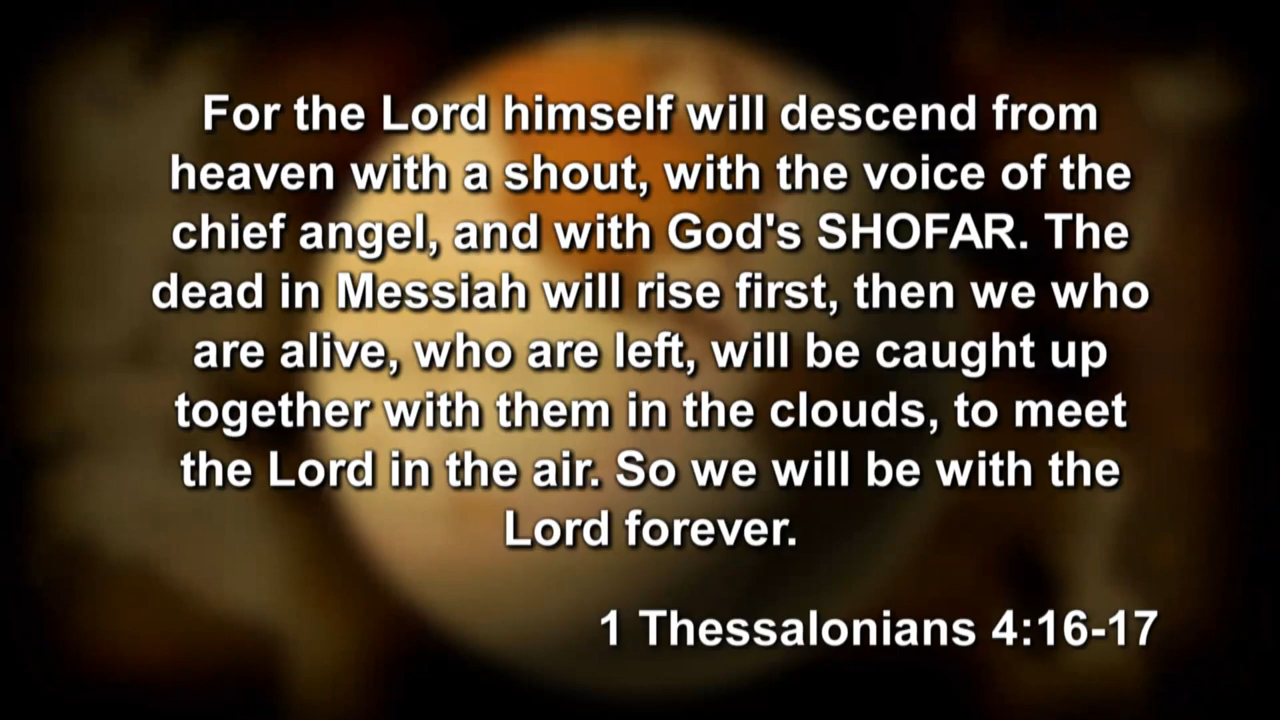 For the Lord himself will descend from
heaven with a shout, with the voice of the
chief angel, and with God's SHOFAR. The
dead in Messiah will rise first, then we who
are alive, who are left, will be caught up
together with them in the clouds, to meet
the Lord in the air. So we will be with the
Lord forever.
1 Thessalonians 4:16-17